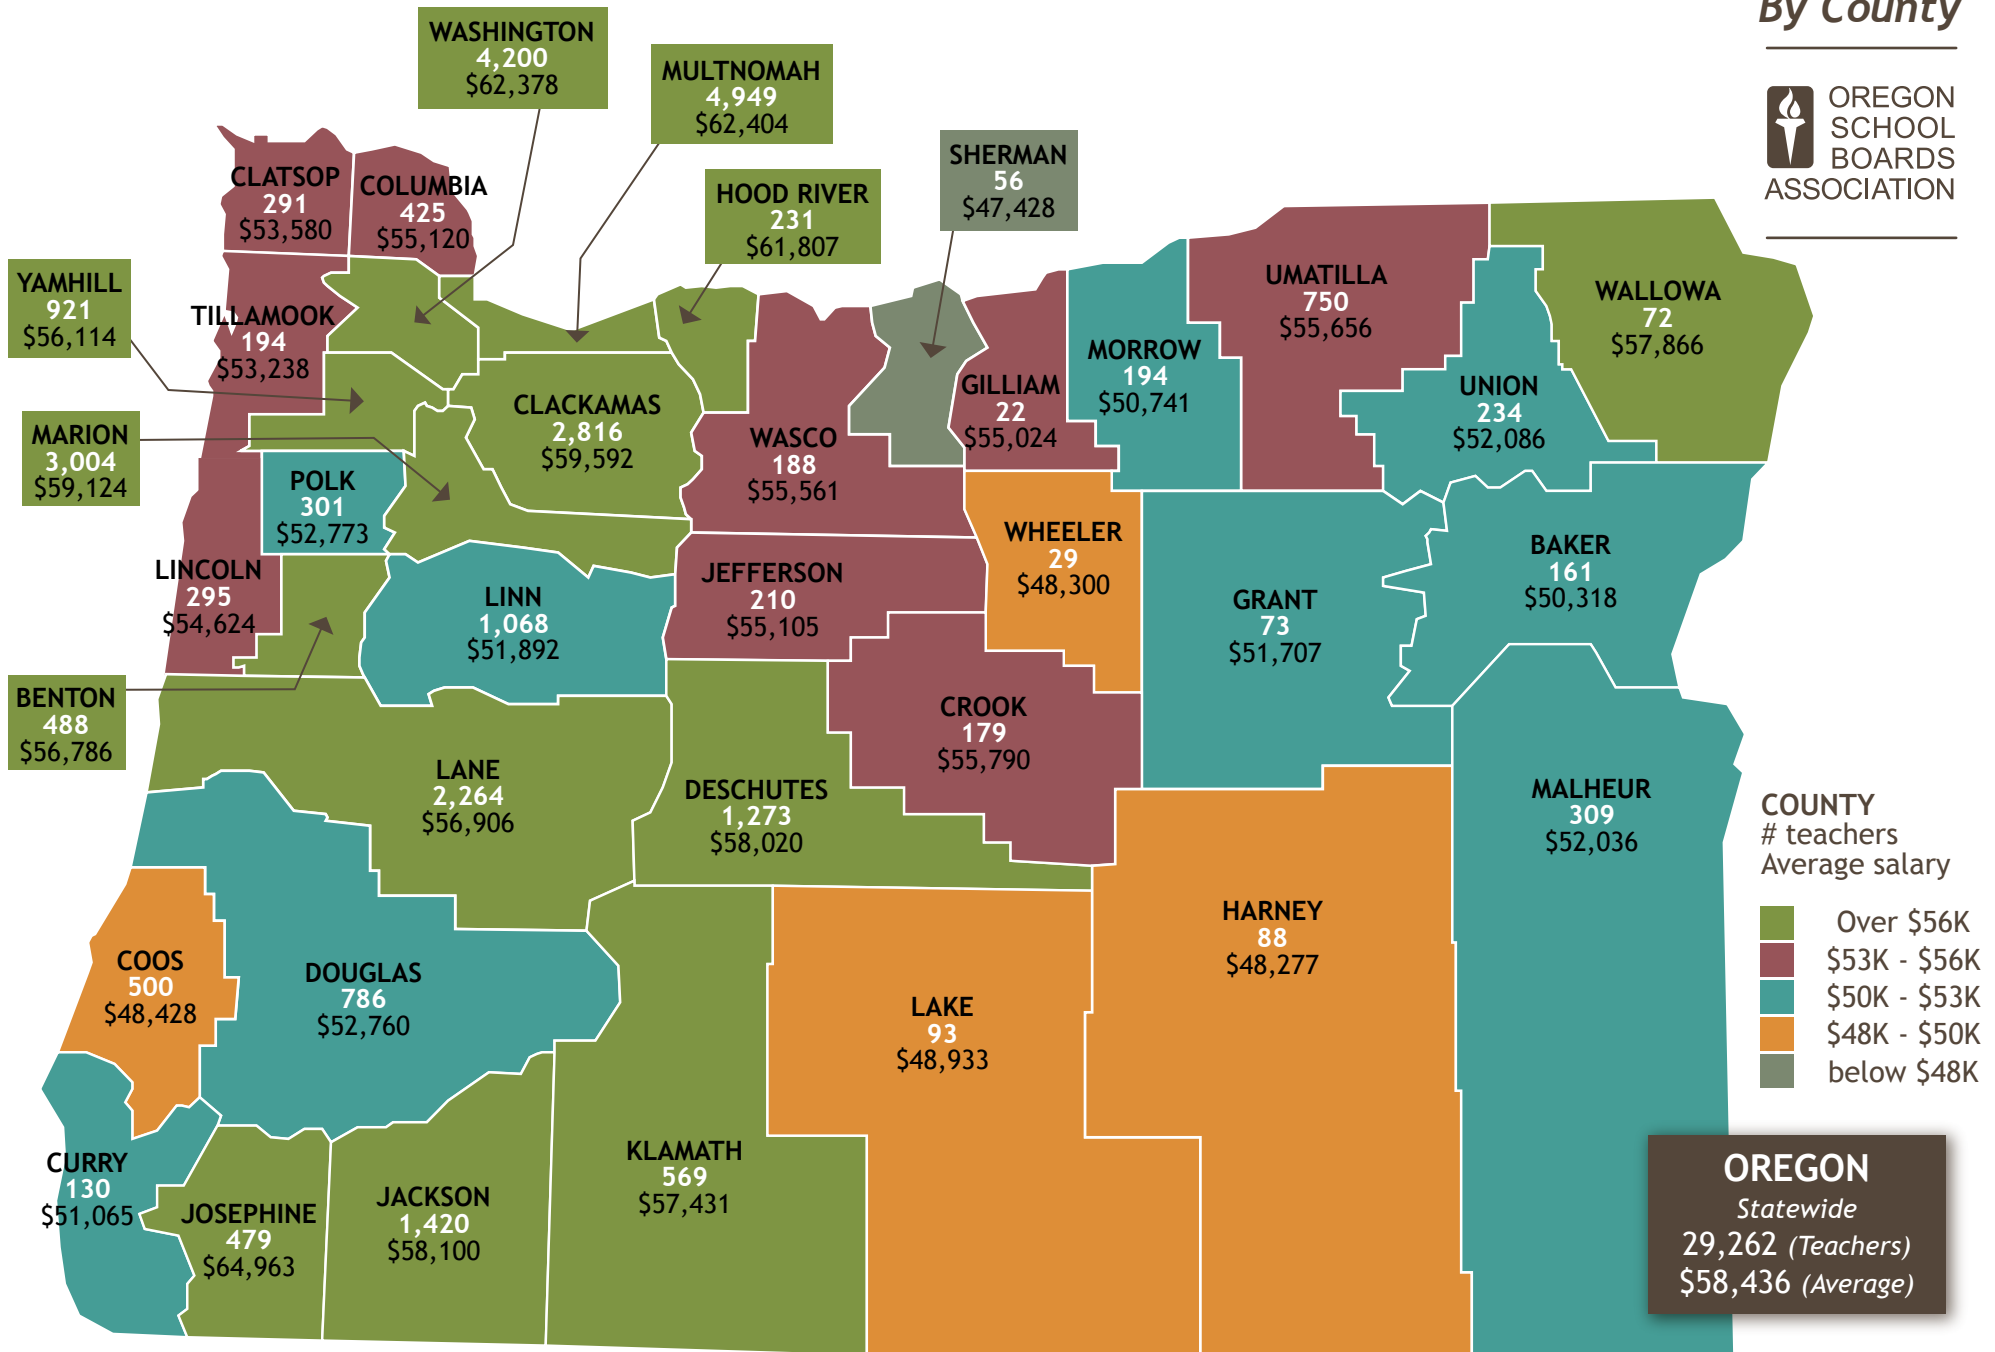 By County
OREGON
SCHOOL
BOARDS
ASSOCIATION
WASHINGTON
4,200
$62,378
MULTNOMAH
4,949
$62,404
SHERMAN
56
$47,428
HOOD RIVER
231
$61,807
CLATSOP
291
$53,580
COLUMBIA
425
$55,120
YAMHILL
921
$56,114
TILLAMOOK
194
$53,238
UMATILLA
750
$55,656
WALLOWA
72
$57,866
MORROW
194
$50,741
GILLIAM
22
$55,024
UNION
234
$52,086
CLACKAMAS
2,816
$59,592
MARION
3,004
$59,124
WASCO
188
$55,561
POLK
301
$52,773
WHEELER
29
$48,300
BAKER
161
$50,318
LINCOLN
295
$54,624
LINN
1,068
$51,892
JEFFERSON
210
$55,105
GRANT
73
$51,707
BENTON
488
$56,786
CROOK
179
$55,790
LANE
2,264
$56,906
DESCHUTES
1,273
$58,020
MALHEUR
309
$52,036
COUNTY
# teachers
Average salary
Over $56K
$53K - $56K
$50K - $53K
$48K - $50K
below $48K
HARNEY
88
$48,277
COOS
500
$48,428
DOUGLAS
786
$52,760
LAKE
93
$48,933
KLAMATH
569
$57,431
CURRY
130
$51,065
JOSEPHINE
479
$64,963
JACKSON
1,420
$58,100
OREGON
Statewide
29,262 (Teachers)
$58,436 (Average)